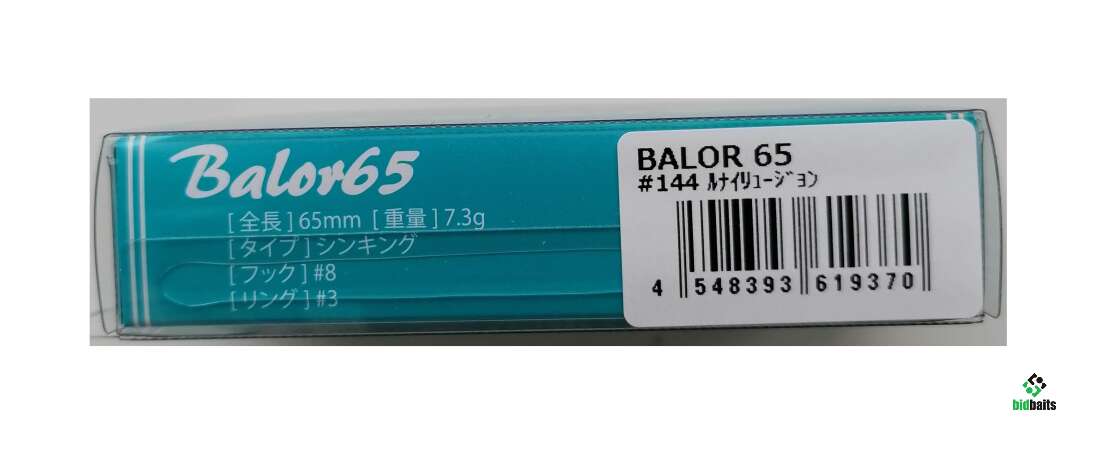 Balor65
[全長]65mm [重量]7.3g
[タイプ]シンキング
[フック]#8
[リング]#3
BALOR 65
#144 ﾙﾅｲﾘｭｰｼﾞｮﾝ
4 548393 619370
bidbaits